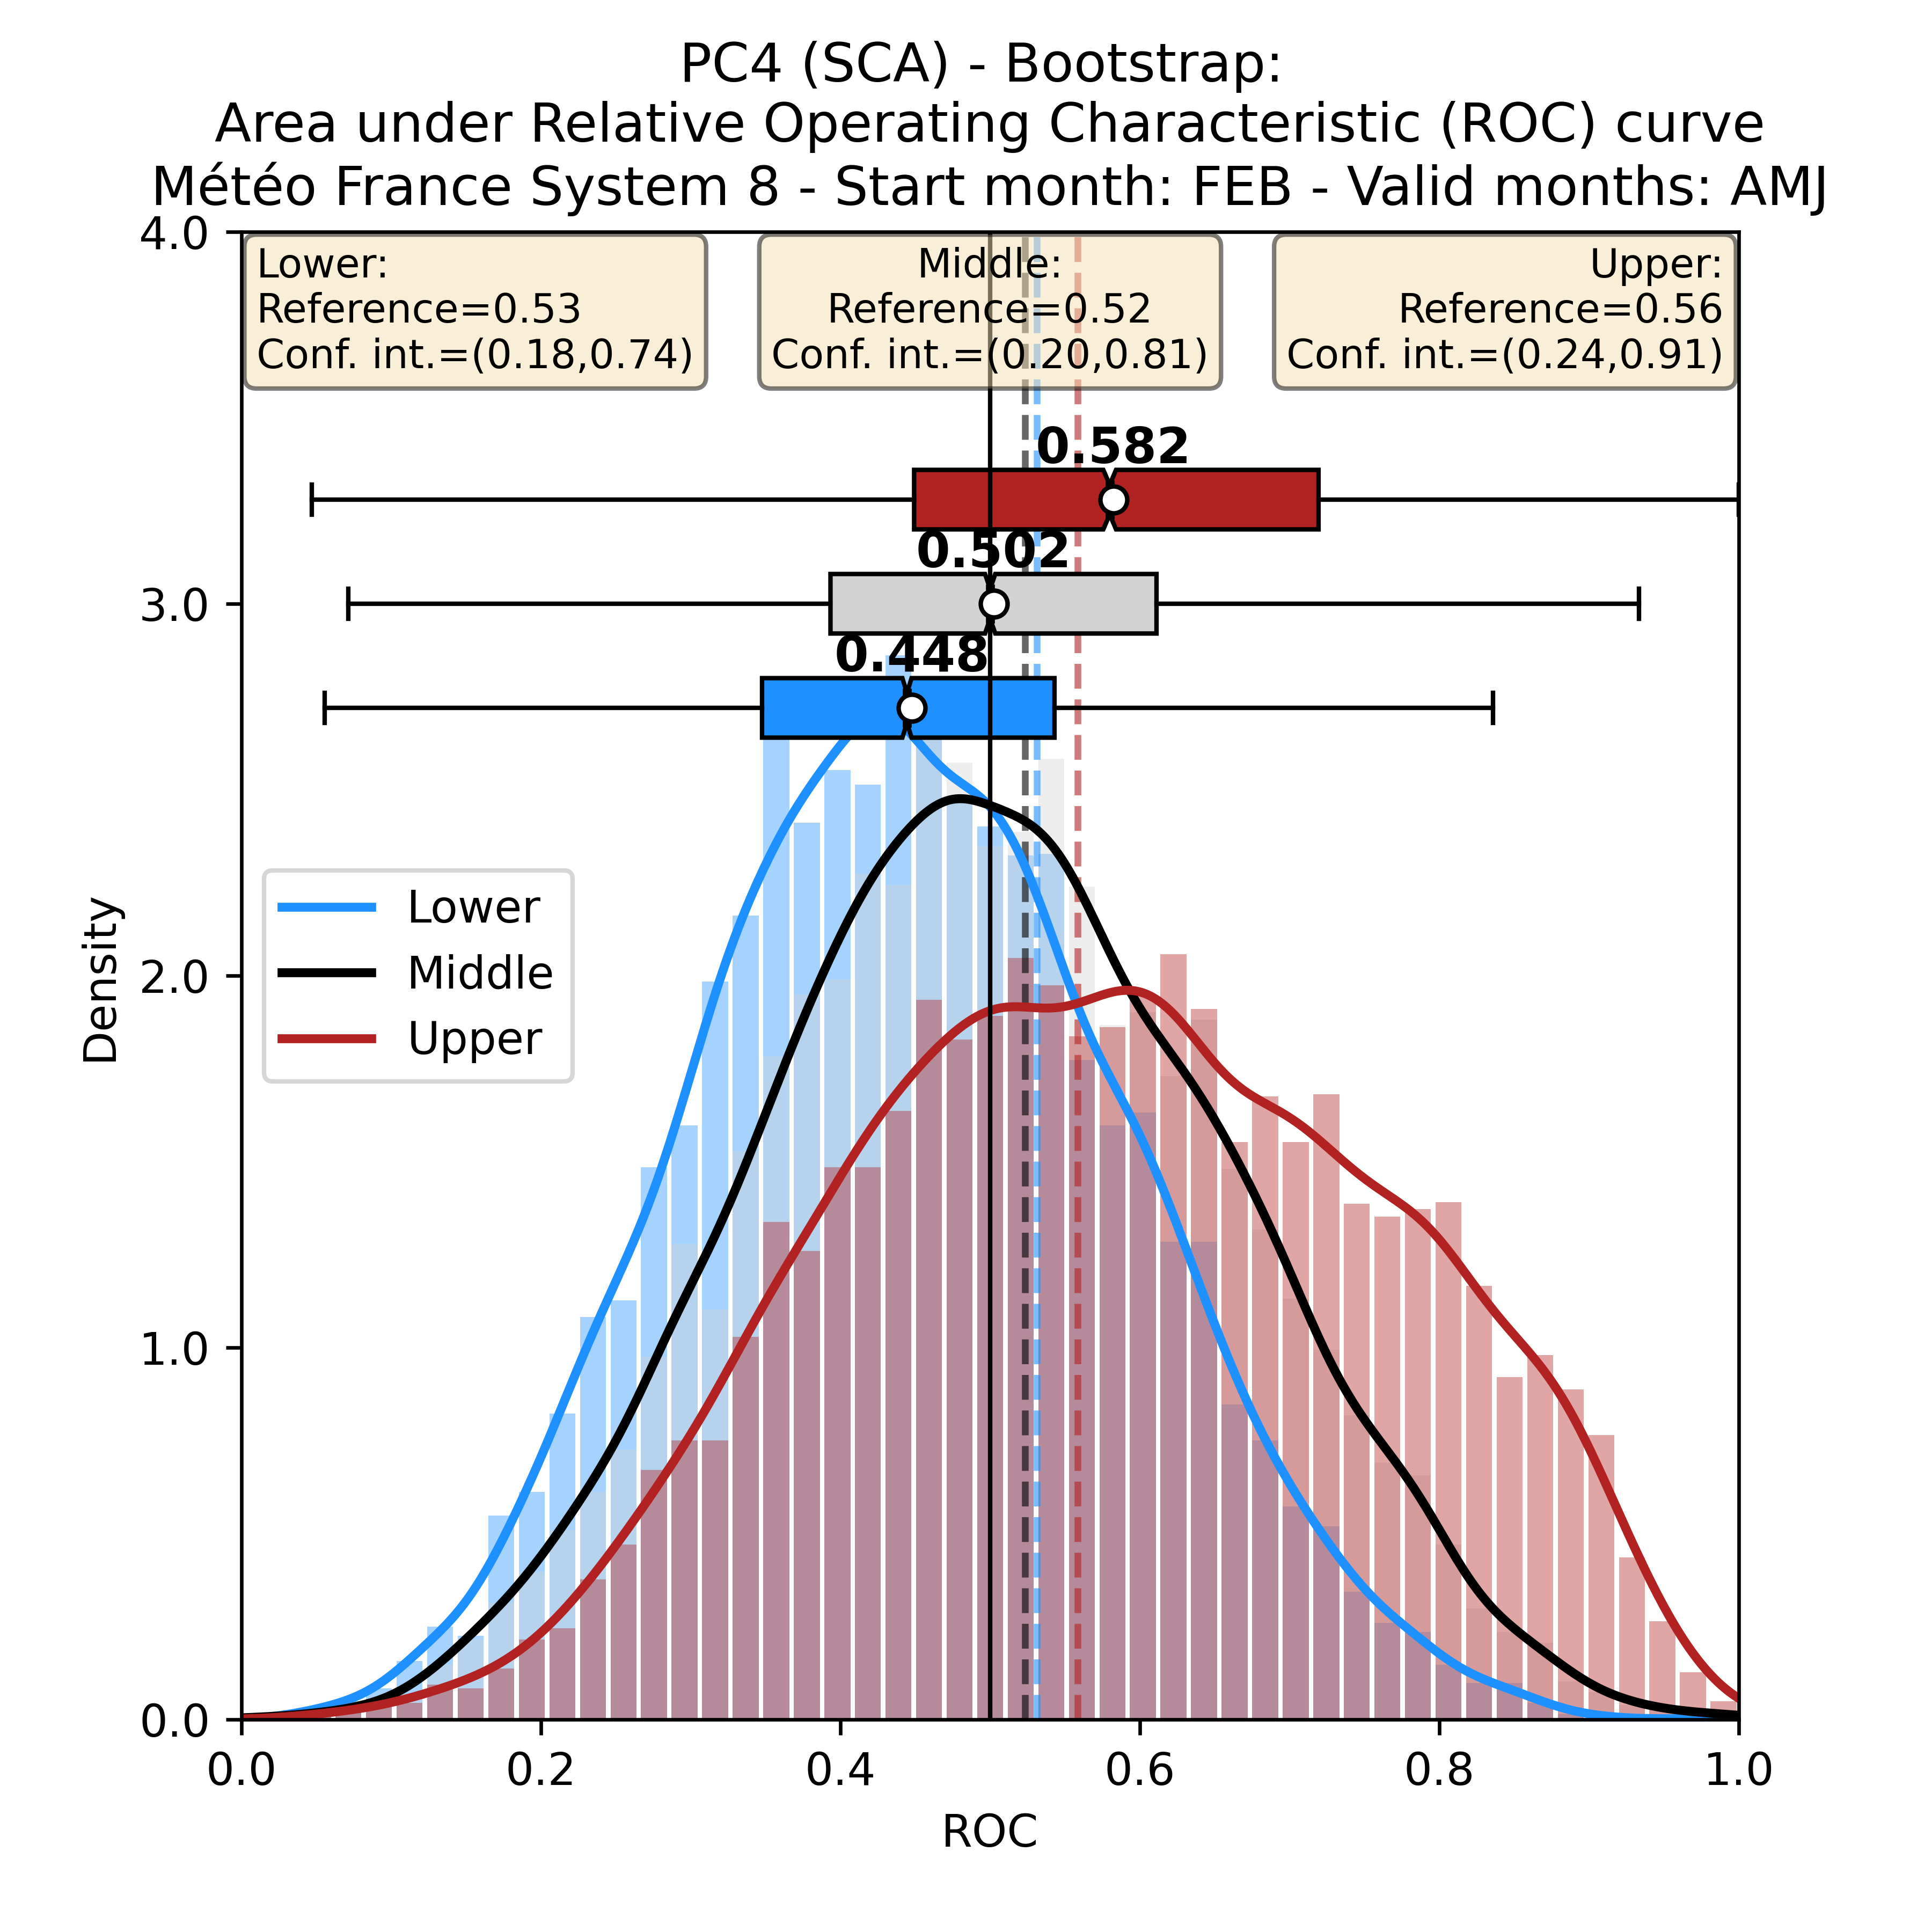 PC4 (SCA) - Bootstrap:
Area under Relative Operating Characteristic (ROC) curve
Météo France System 8 - Start month: FEB - Valid months: AMJ
4.0
Lower:
Reference=0.53
Conf. int.=(0.18,0.74)
Middle:
Reference=0.52
Conf. int.=(0.20,0.81)
Upper:
Reference=0.56
Conf. int.=(0.24,0.91)
0.582
0.502
3.0
0.448
Lower
Middle
Upper
2.0
Density
1.0
0.0
0.0
0.2
0.4
0.6
0.8
1.0
ROC